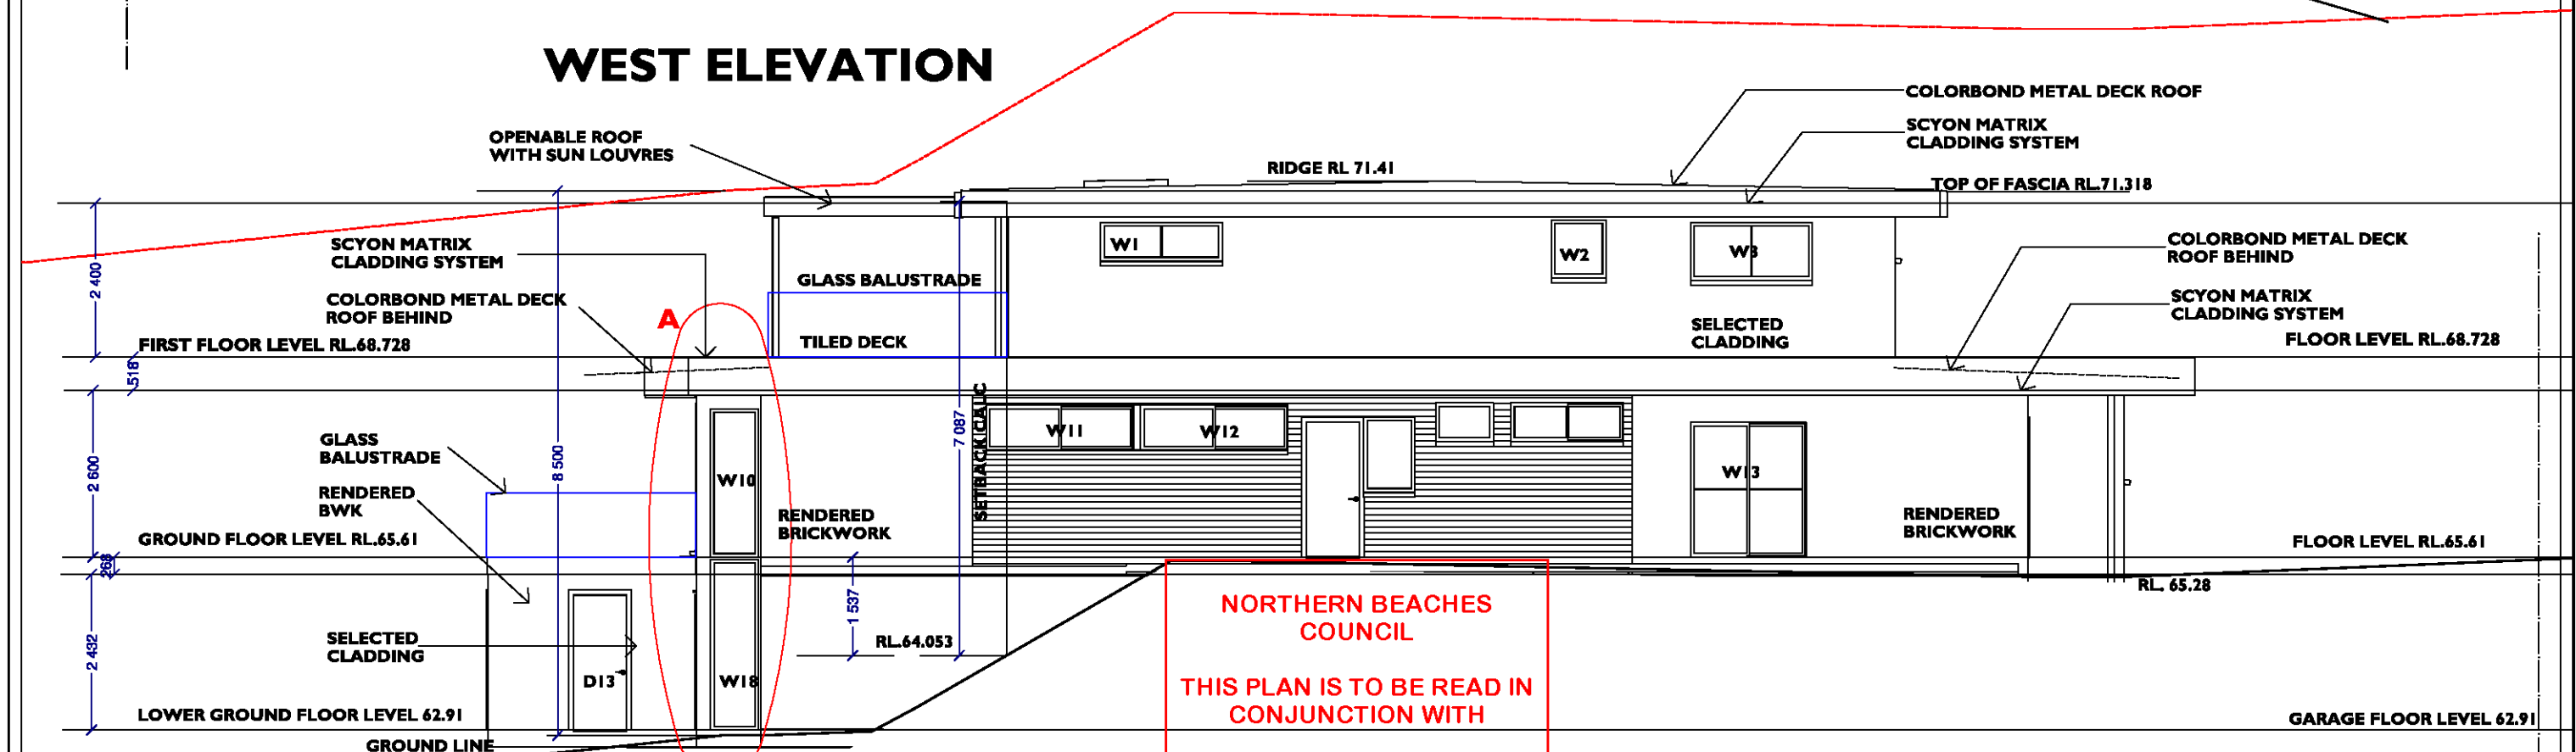 WEST ELEVATION
COLORBOND METAL DECK ROOF
SCYON MATRIX
CLADDING SYSTEM
OPENABLE ROOF
WITH SUN LOUVRES
RIDGE RL 71.41
TOP OF FASCIA RL.71.318
SCYON MATRIX
CLADDING SYSTEM
W1
W2
W3
COLORBOND METAL DECK
ROOF BEHIND
2 400
GLASS BALUSTRADE
COLORBOND METAL DECK
ROOF BEHIND
A
SCYON MATRIX
CLADDING SYSTEM
SELECTED
CLADDING
FIRST FLOOR LEVEL RL.68.728
TILED DECK
FLOOR LEVEL RL.68.728
518
7 087
SETBACK CALC
W11
W12
GLASS
BALUSTRADE
8 500
2 600
W10
W13
RENDERED
BWK
RENDERED
BRICKWORK
RENDERED
BRICKWORK
GROUND FLOOR LEVEL RL.65.61
FLOOR LEVEL RL.65.61
268
RL. 65.28
1 537
NORTHERN BEACHES
COUNCIL
RL.64.053
2 432
SELECTED
CLADDING
D13
W18
THIS PLAN IS TO BE READ IN
CONJUNCTION WITH
LOWER GROUND FLOOR LEVEL 62.91
GARAGE FLOOR LEVEL 62.91
GROUND LINE